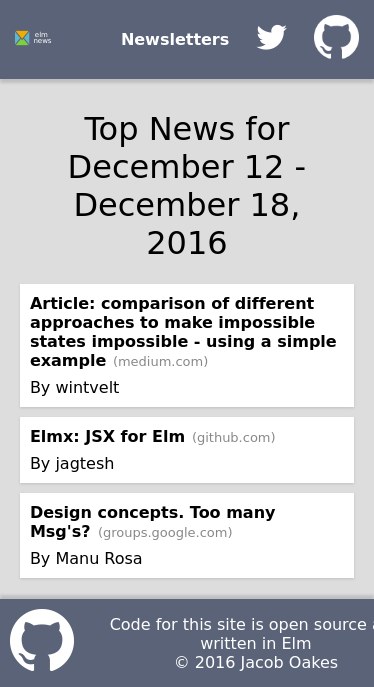 elm
news
Newsletters
Top News for
December 12 -
December 18,
2016
Article: comparison of different
approaches to make impossible
states impossible - using a simple
example (medium.com)
By wintvelt
Elmx: JSX for Elm (github.com)
By jagtesh
Design concepts. Too many
Msg's? (groups.google.com)
By Manu Rosa
Code for this site is open source
written in Elm
© 2016 Jacob Oakes